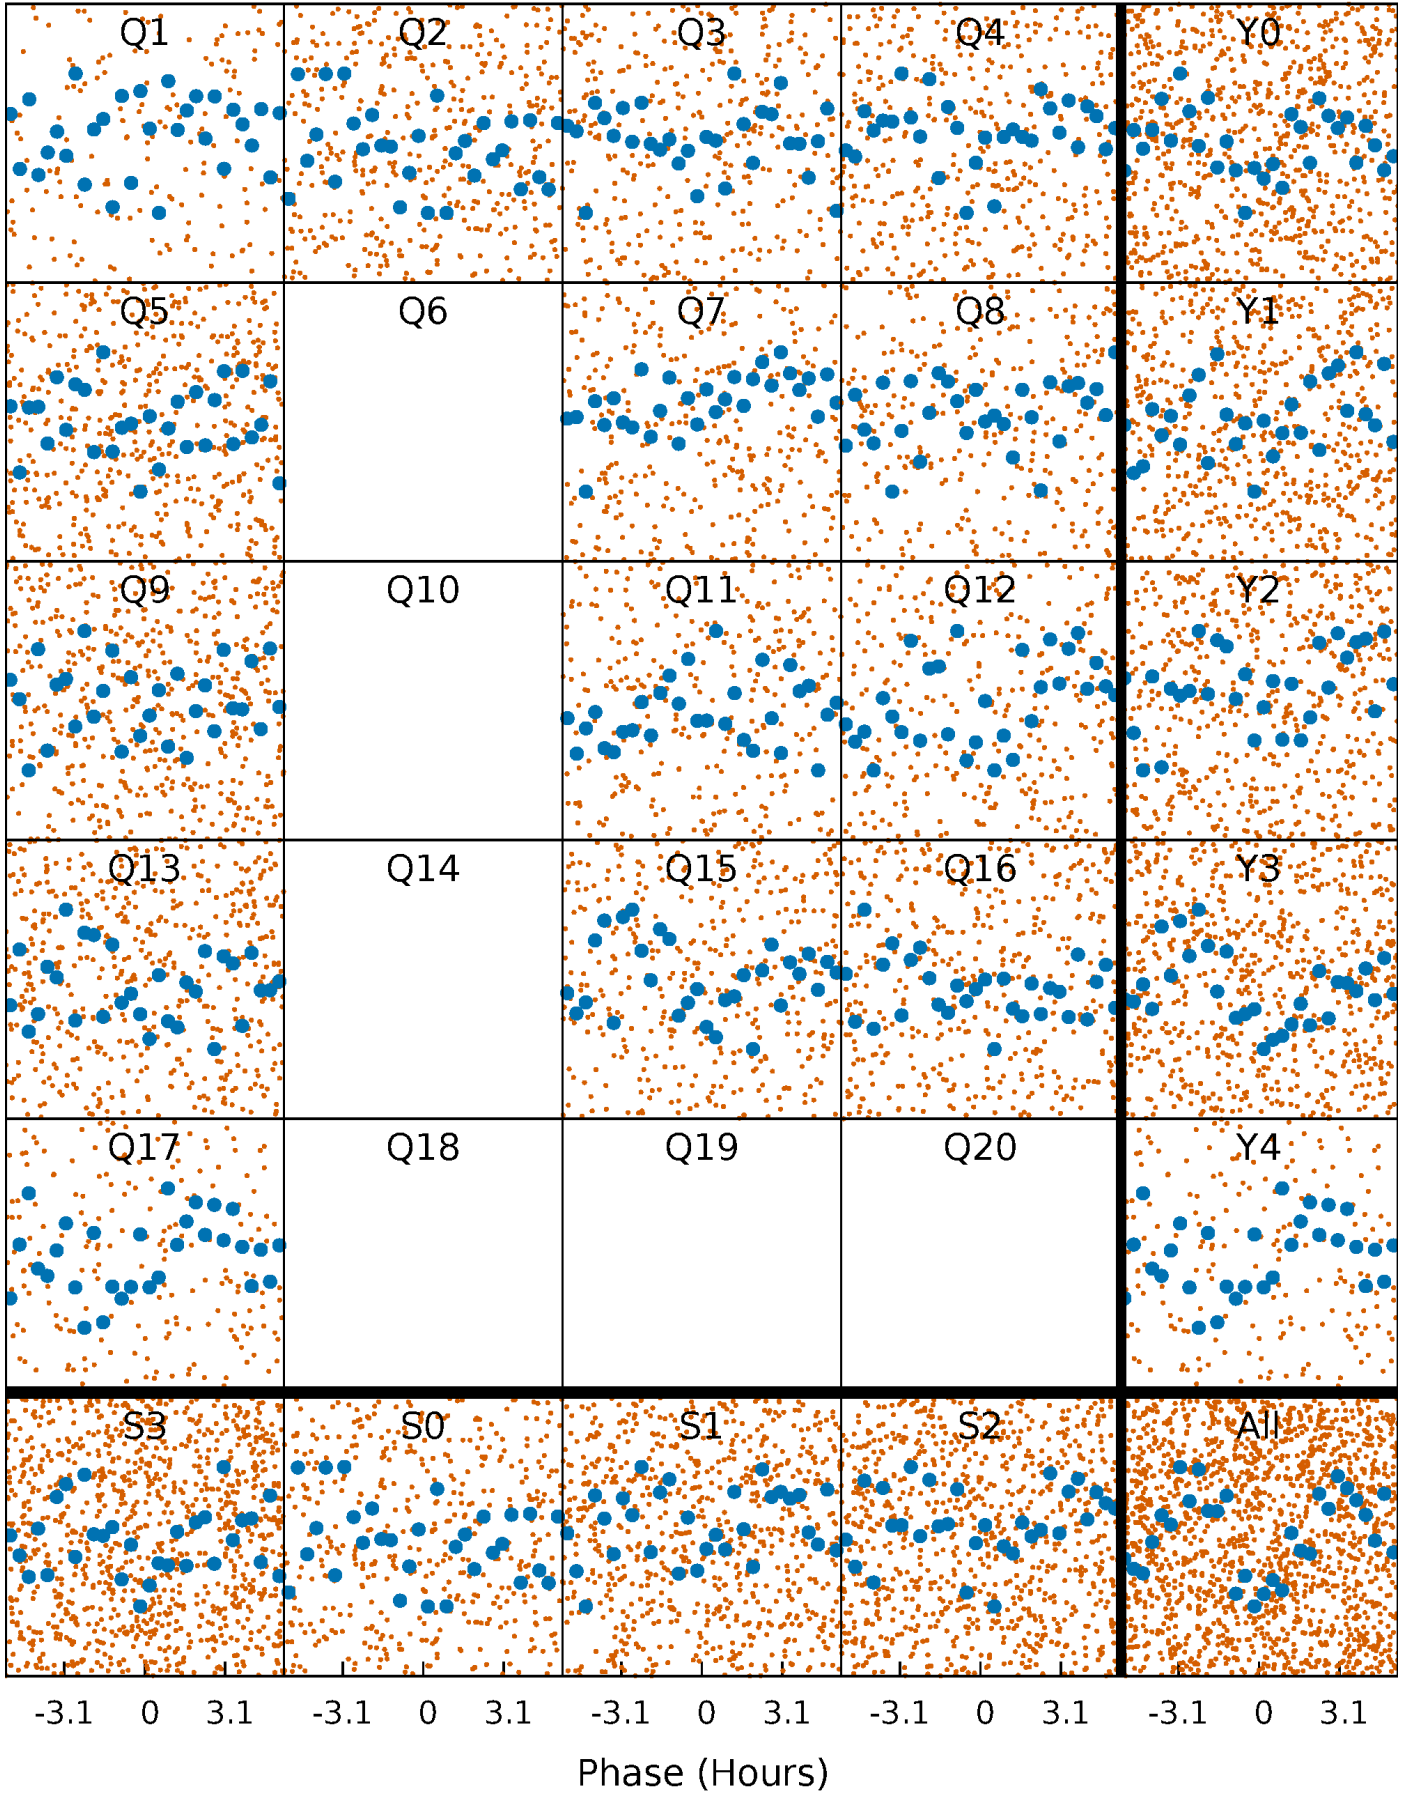 Q1 Q2 Q3 Q4 Y0
Q5 Q6 Q7 Q8 Y1
Q9 Q10 Q11 Q12 Y2
Q13 Q14 Q15 Q16 Y3
Q17 Q18 Q19 Q20 Y4
S3 S0 S1 S2 All
-3.1 0 3.1 -3.1 0 3.1 -3.1 0 3.1 -3.1 0 3.1 -3.1 0 3.1
Phase (Hours)